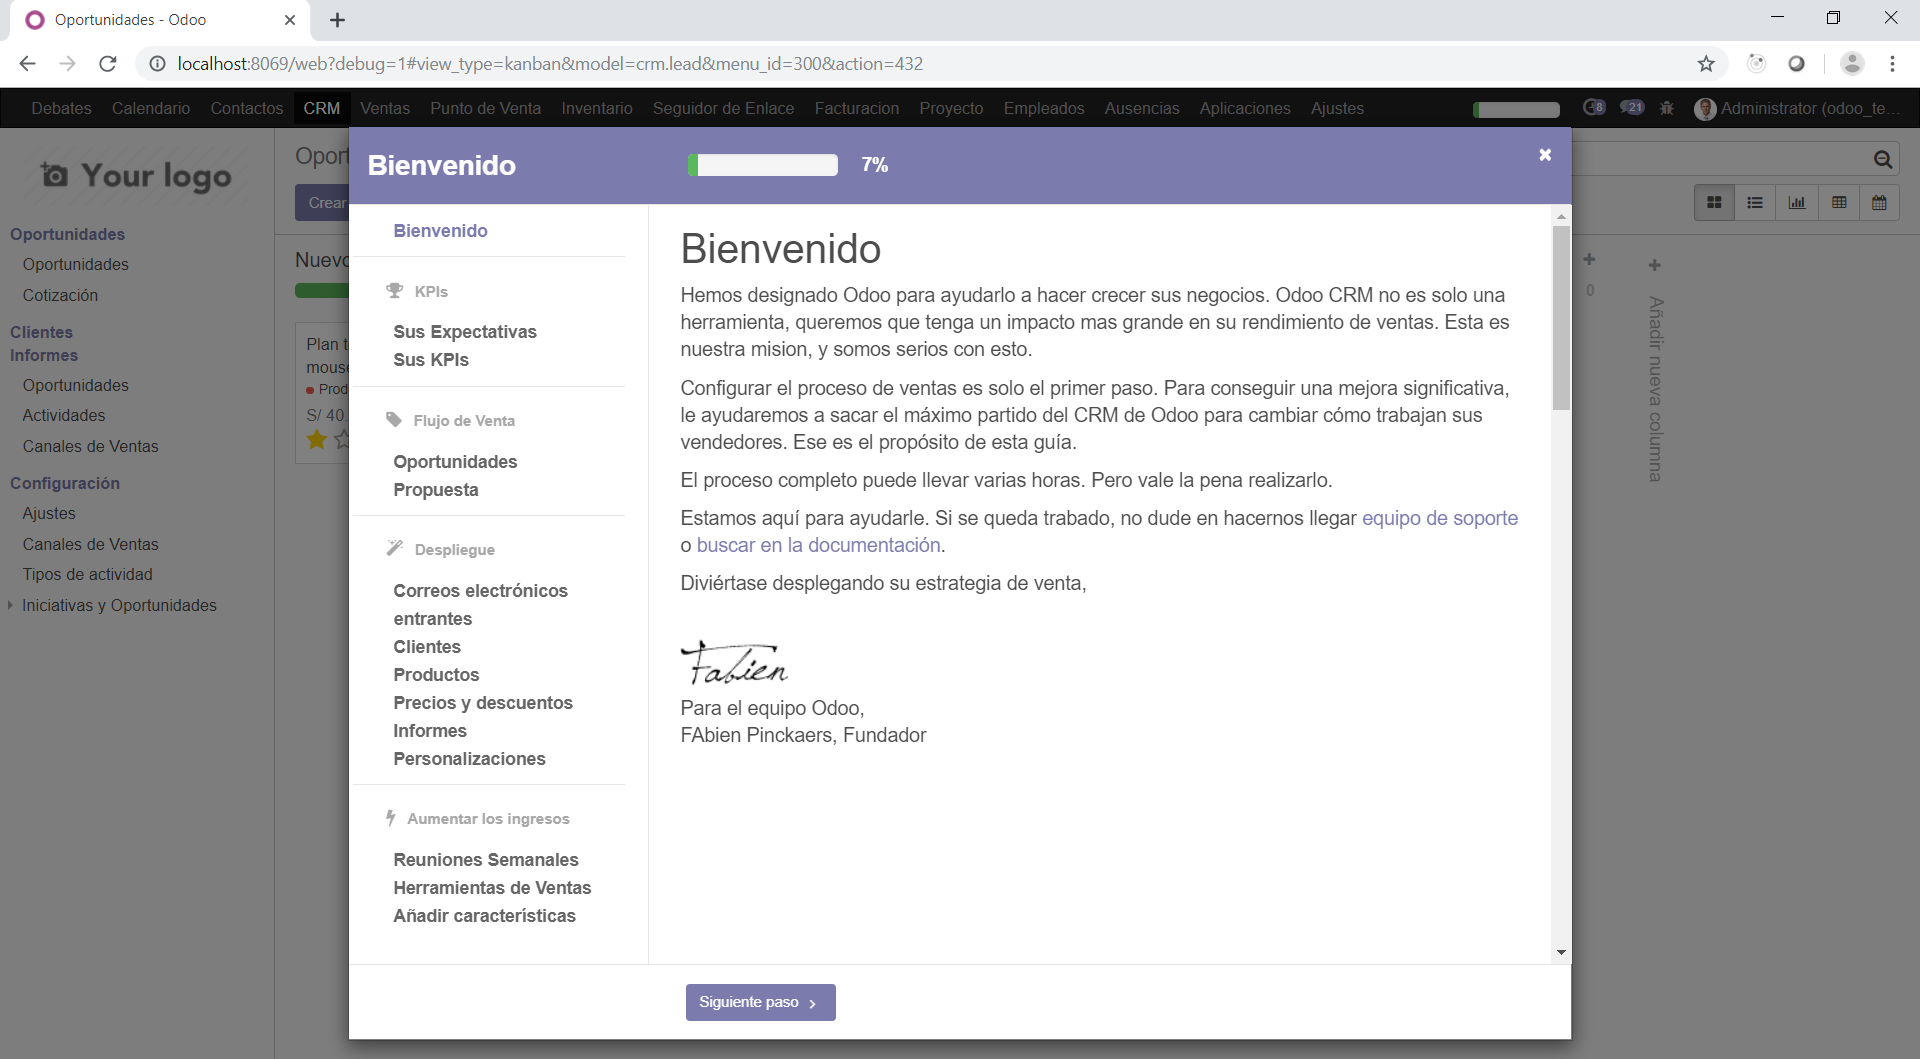 Oportunidades - Odoo
localhost:8069/web?debug=1#view_type=kanban&model=crm.lead&menu_id=300&action=432
Debates Calendario Contactos CRM Ventas Punto de Venta Inventario Seguidor de Enlace Facturacion Proyecto Empleados Ausencias Aplicaciones Ajustes 8 21 Administrator (odoo_te...
Your logo
Oportunidades
Oportunidades
Cotización
Clientes
Informes
Oportunidades
Actividades
Canales de Ventas
Configuración
Ajustes
Canales de Ventas
Tipos de actividad
Iniciativas y Oportunidades
Oport
Crear
Nuevo
Plan t
mouse
Prod
S/ 40.
0
Añadir nueva columna
Bienvenido 7%
Bienvenido
KPIs
Sus Expectativas
Sus KPIs
Flujo de Venta
Oportunidades
Propuesta
Despliegue
Correos electrónicos
entrantes
Clientes
Productos
Precios y descuentos
Informes
Personalizaciones
Aumentar los ingresos
Reuniones Semanales
Herramientas de Ventas
Añadir características
Bienvenido
Hemos designado Odoo para ayudarlo a hacer crecer sus negocios. Odoo CRM no es solo una
herramienta, queremos que tenga un impacto mas grande en su rendimiento de ventas. Esta es
nuestra mision, y somos serios con esto.
Configurar el proceso de ventas es solo el primer paso. Para conseguir una mejora significativa,
le ayudaremos a sacar el máximo partido del CRM de Odoo para cambiar cómo trabajan sus
vendedores. Ese es el propósito de esta guía.
El proceso completo puede llevar varias horas. Pero vale la pena realizarlo.
Estamos aquí para ayudarle. Si se queda trabado, no dude en hacernos llegar equipo de soporte
o buscar en la documentación.
Diviértase desplegando su estrategia de venta,
Fabien
Para el equipo Odoo,
FAbien Pinckaers, Fundador
Siguiente paso